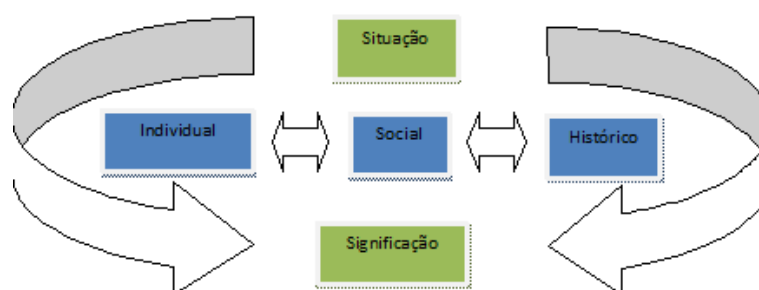 Situação
Individual
Social
Histórico
Significação